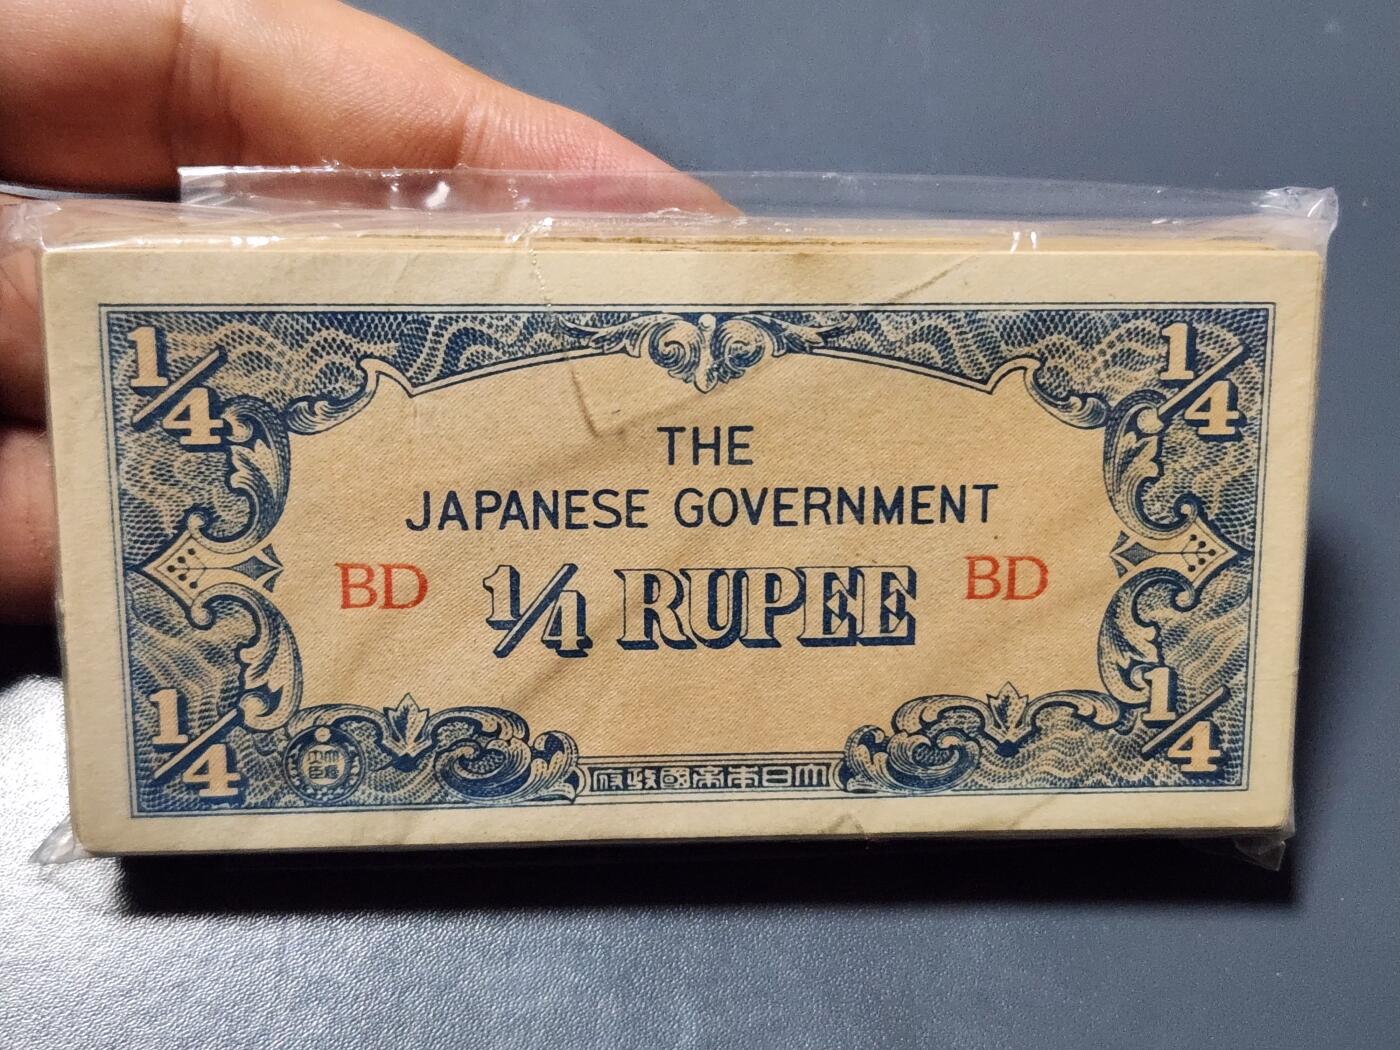 1/4 1/4
THE
JAPANESE GOVERNMENT
BD 1/4 RUPEE BD
1/4 1/4
府政國帝本日大